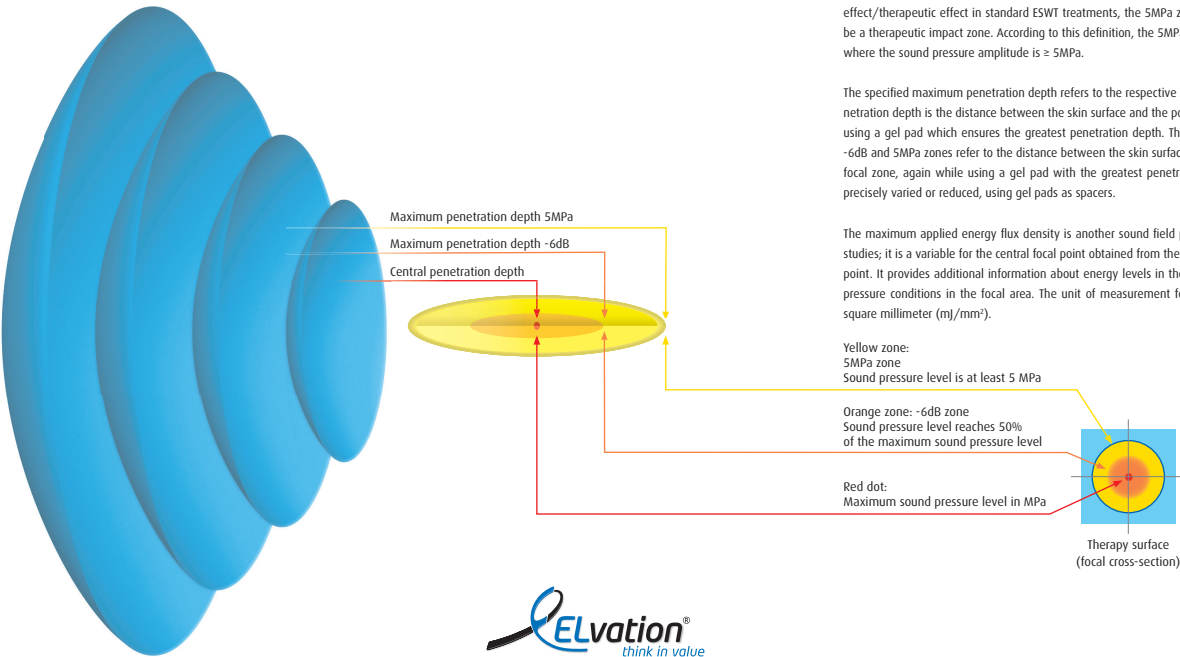 effect/therapeutic effect in standard ESWT treatments, the 5MPa z
be a therapeutic impact zone. According to this definition, the 5MP
where the sound pressure amplitude is ≥ 5MPa.
The specified maximum penetration depth refers to the respective
netration depth is the distance between the skin surface and the po
using a gel pad which ensures the greatest penetration depth. Th
-6dB and 5MPa zones refer to the distance between the skin surfac
focal zone, again while using a gel pad with the greatest penetr
precisely varied or reduced, using gel pads as spacers.
The maximum applied energy flux density is another sound field p
studies; it is a variable for the central focal point obtained from the
point. It provides additional information about energy levels in the
pressure conditions in the focal area. The unit of measurement fo
square millimeter (mJ/mm²).
Maximum penetration depth 5MPa
Maximum penetration depth -6dB
Central penetration depth
Yellow zone:
5MPa zone
Sound pressure level is at least 5 MPa
Orange zone: -6dB zone
Sound pressure level reaches 50%
of the maximum sound pressure level
Red dot:
Maximum sound pressure level in MPa
Therapy surface
(focal cross-section)
ELvation®
think in value